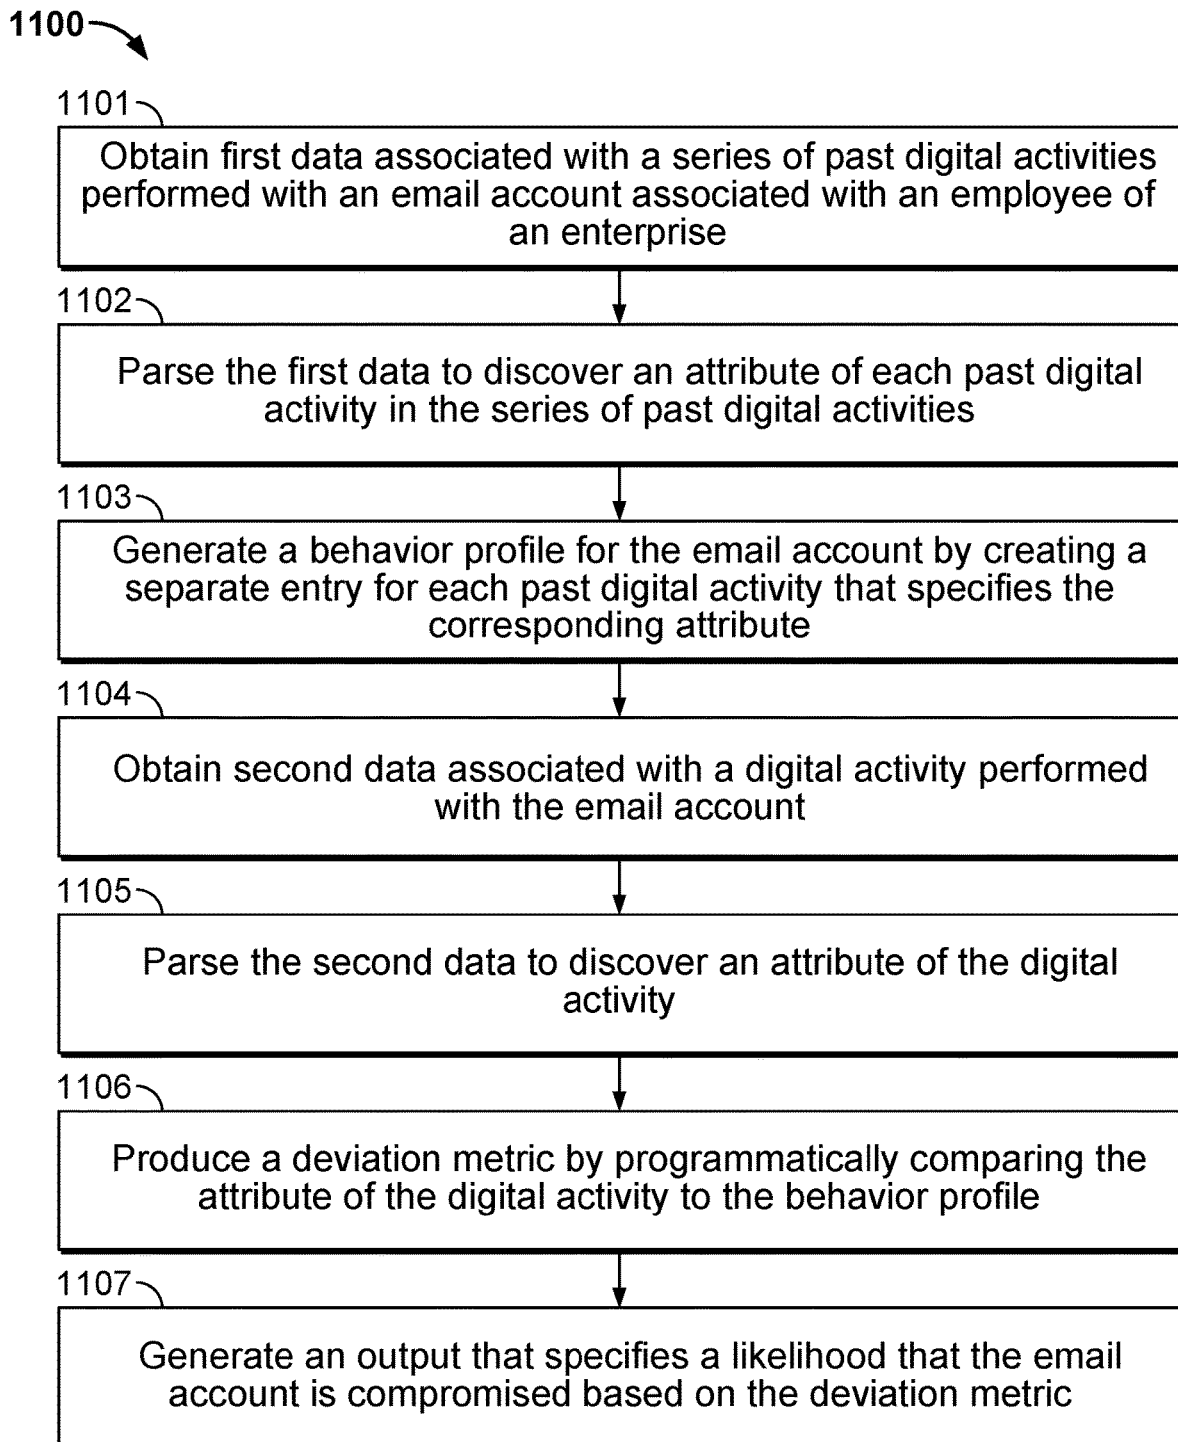 1100
1101
Obtain first data associated with a series of past digital activities
performed with an email account associated with an employee of
an enterprise
1102
Parse the first data to discover an attribute of each past digital
activity in the series of past digital activities
1103
Generate a behavior profile for the email account by creating a
separate entry for each past digital activity that specifies the
corresponding attribute
1104
Obtain second data associated with a digital activity performed
with the email account
1105
Parse the second data to discover an attribute of the digital
activity
1106
Produce a deviation metric by programmatically comparing the
attribute of the digital activity to the behavior profile
1107
Generate an output that specifies a likelihood that the email
account is compromised based on the deviation metric